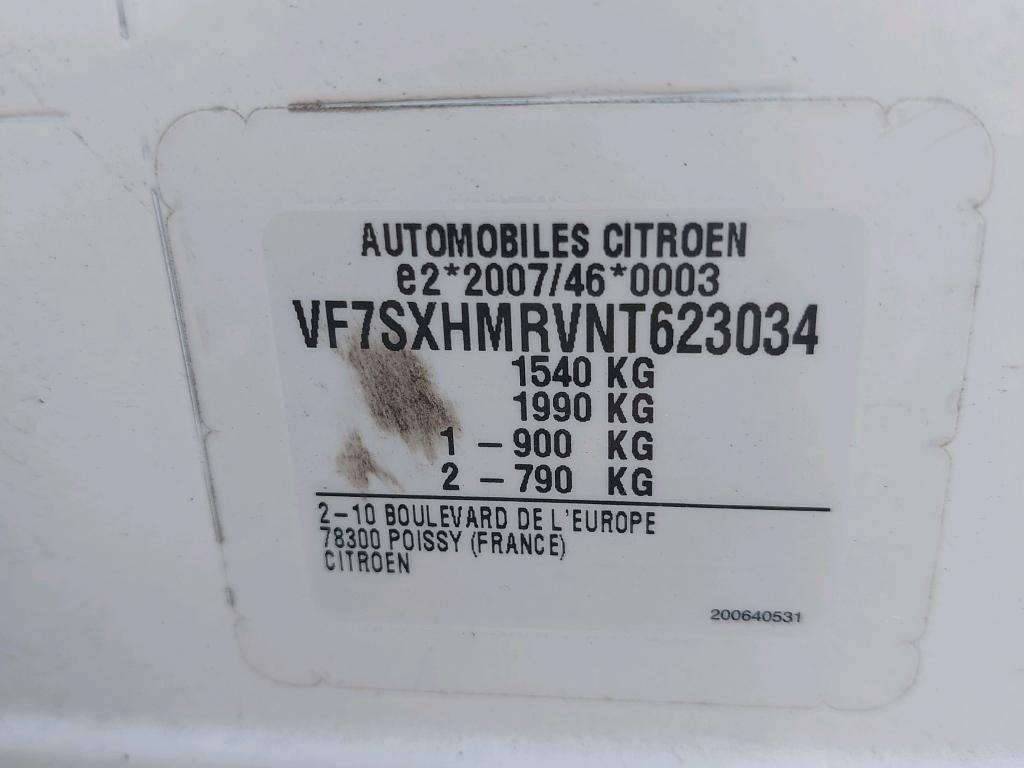 AUTOMOBILES CITROEN
e2*2007/46*0003
VF7SXHMRVNT623034
1540 KG
1990 KG
1 – 900 KG
2 – 790 KG
2–10 BOULEVARD DE L'EUROPE
78300 POISSY (FRANCE)
CITROEN
200640531